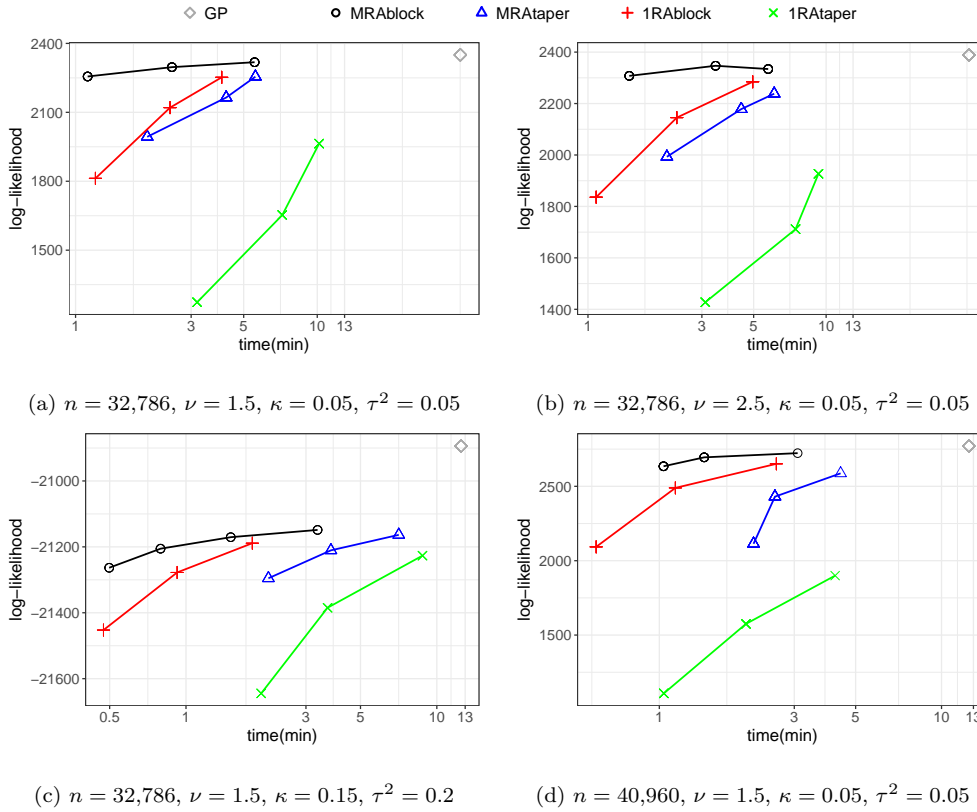 GP MRAblock MRAtaper 1RAblock 1RAtaper
2400
2100
1800
1500
log−likelihood
1 3 5 10 13
time(min)
(a) n = 32,786, ν = 1.5, κ = 0.05, τ² = 0.05
2400
2200
2000
1800
1600
1400
log−likelihood
1 3 5 10 13
time(min)
(b) n = 32,786, ν = 2.5, κ = 0.05, τ² = 0.05
−21000
−21200
−21400
−21600
log−likelihood
0.5 1 3 5 10 13
time(min)
(c) n = 32,786, ν = 1.5, κ = 0.15, τ² = 0.2
2500
2000
1500
log−likelihood
1 3 5 10 13
time(min)
(d) n = 40,960, ν = 1.5, κ = 0.05, τ² = 0.05